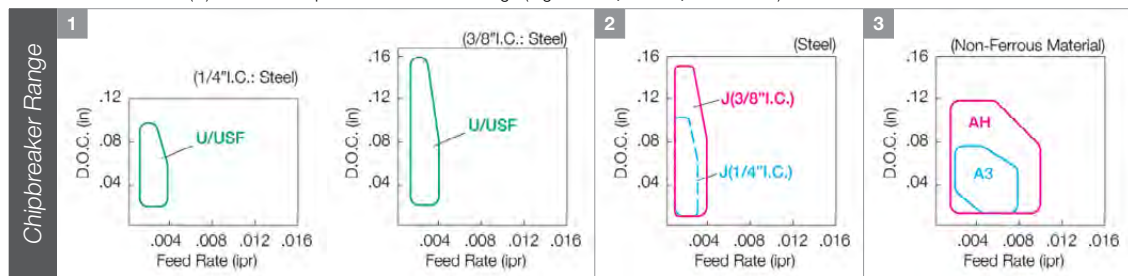 Chipbreaker Range
1
(1/4"I.C.: Steel)
.12
.08
.04
D.O.C. (in)
U/USF
.004 .008 .012 .016
Feed Rate (ipr)
(3/8"I.C.: Steel)
.16
.12
.08
.04
D.O.C. (in)
U/USF
.004 .008 .012 .016
Feed Rate (ipr)
2
(Steel)
.16
.12
.08
.04
D.O.C. (in)
J(3/8"I.C.)
J(1/4"I.C.)
.004 .008 .012 .016
Feed Rate (ipr)
3
(Non-Ferrous Material)
.16
.12
.08
.04
D.O.C. (in)
AH
A3
.004 .008 .012 .016
Feed Rate (ipr)